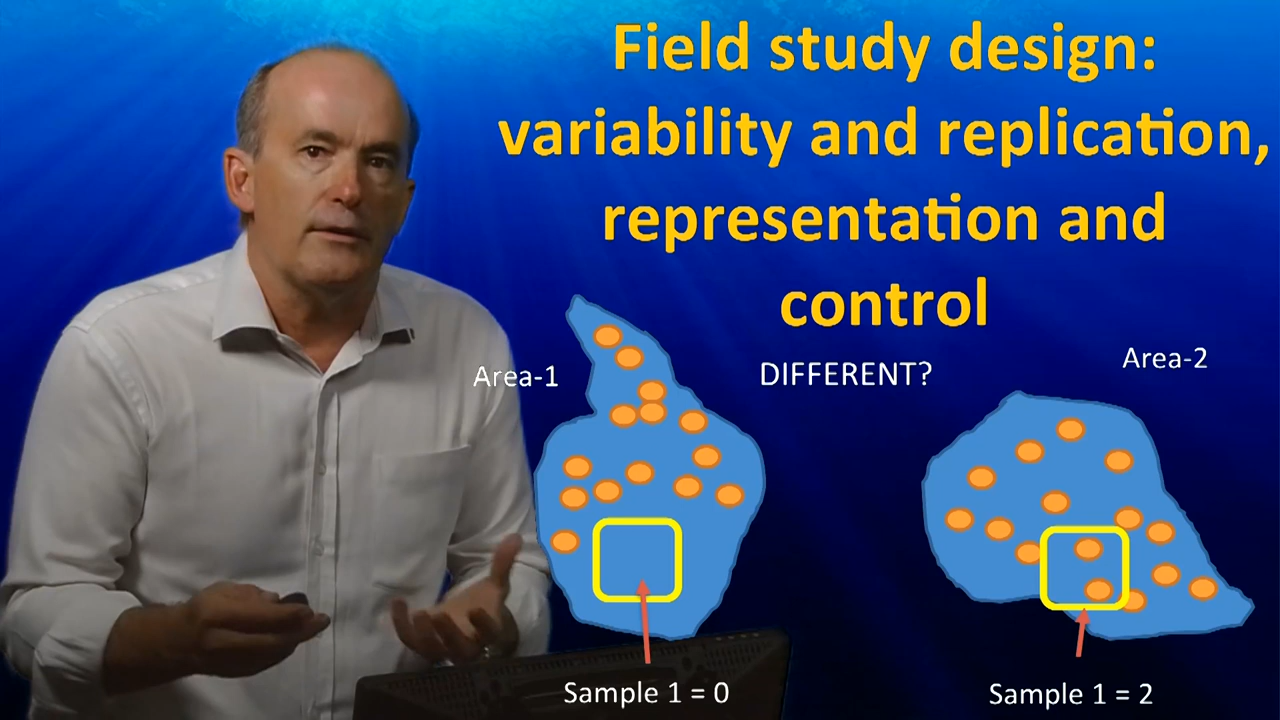 Field study design:
variability and replication,
representation and
control
Area-1
DIFFERENT?
Area-2
Sample 1 = 0
Sample 1 = 2